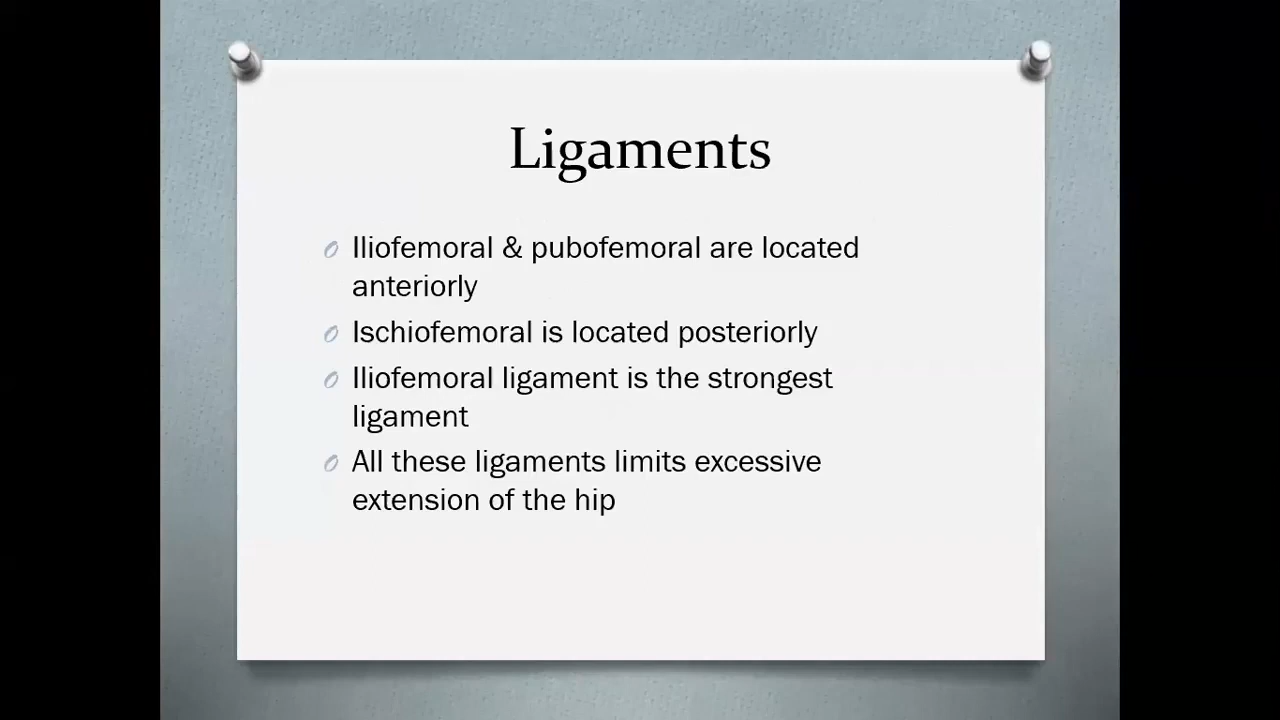 Ligaments
Iliofemoral & pubofemoral are located
anteriorly
Ischiofemoral is located posteriorly
Iliofemoral ligament is the strongest
ligament
All these ligaments limits excessive
extension of the hip